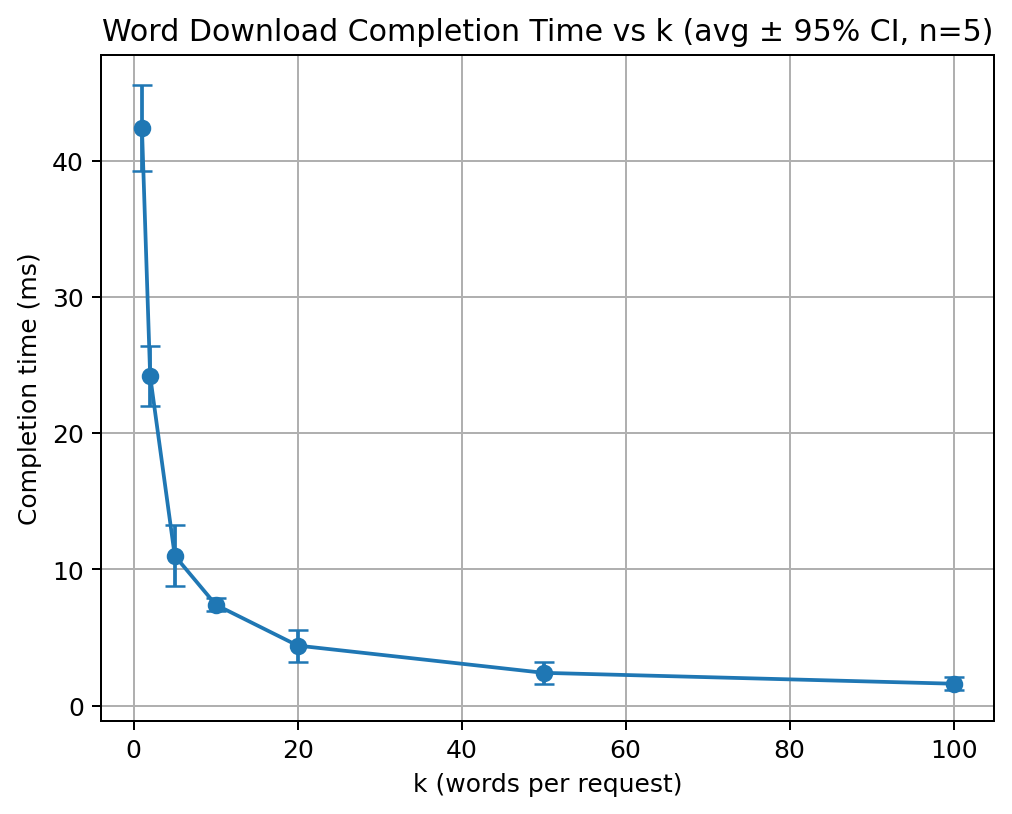 Word Download Completion Time vs k (avg ± 95% CI, n=5)
Completion time (ms)
40
30
20
10
0
0 20 40 60 80 100
k (words per request)